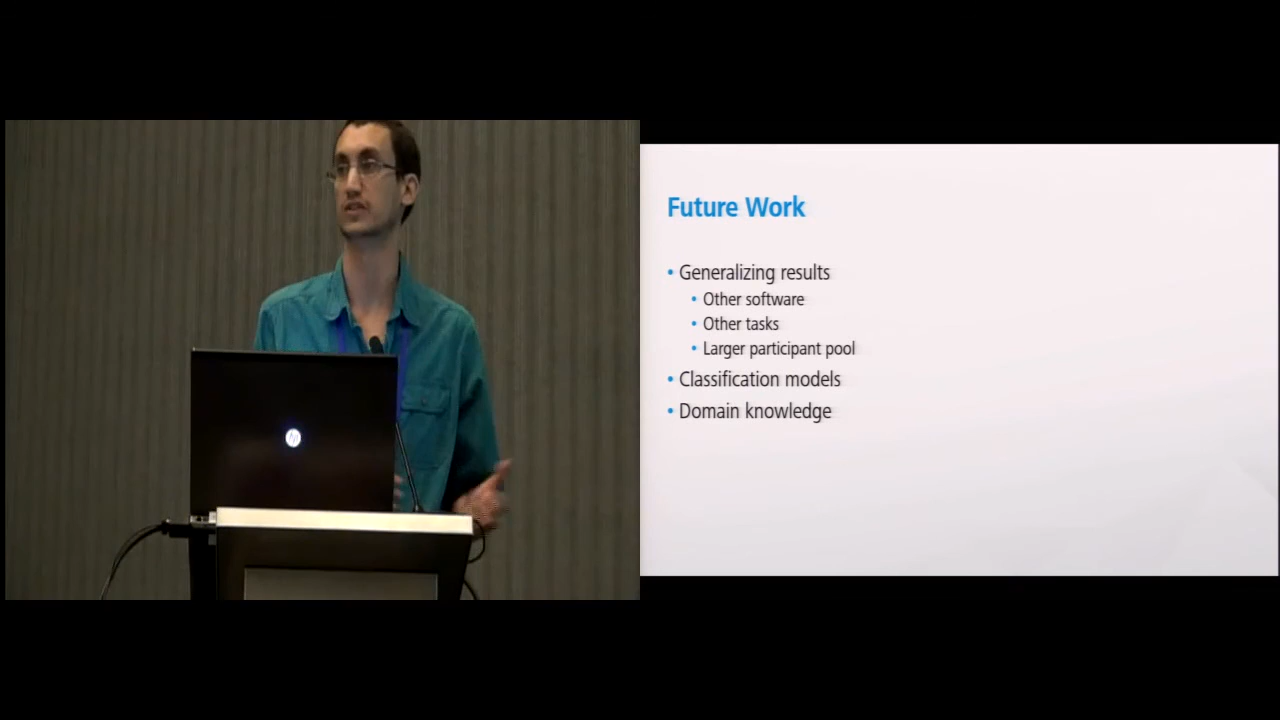 Future Work
• Generalizing results
• Other software
• Other tasks
• Larger participant pool
• Classification models
• Domain knowledge